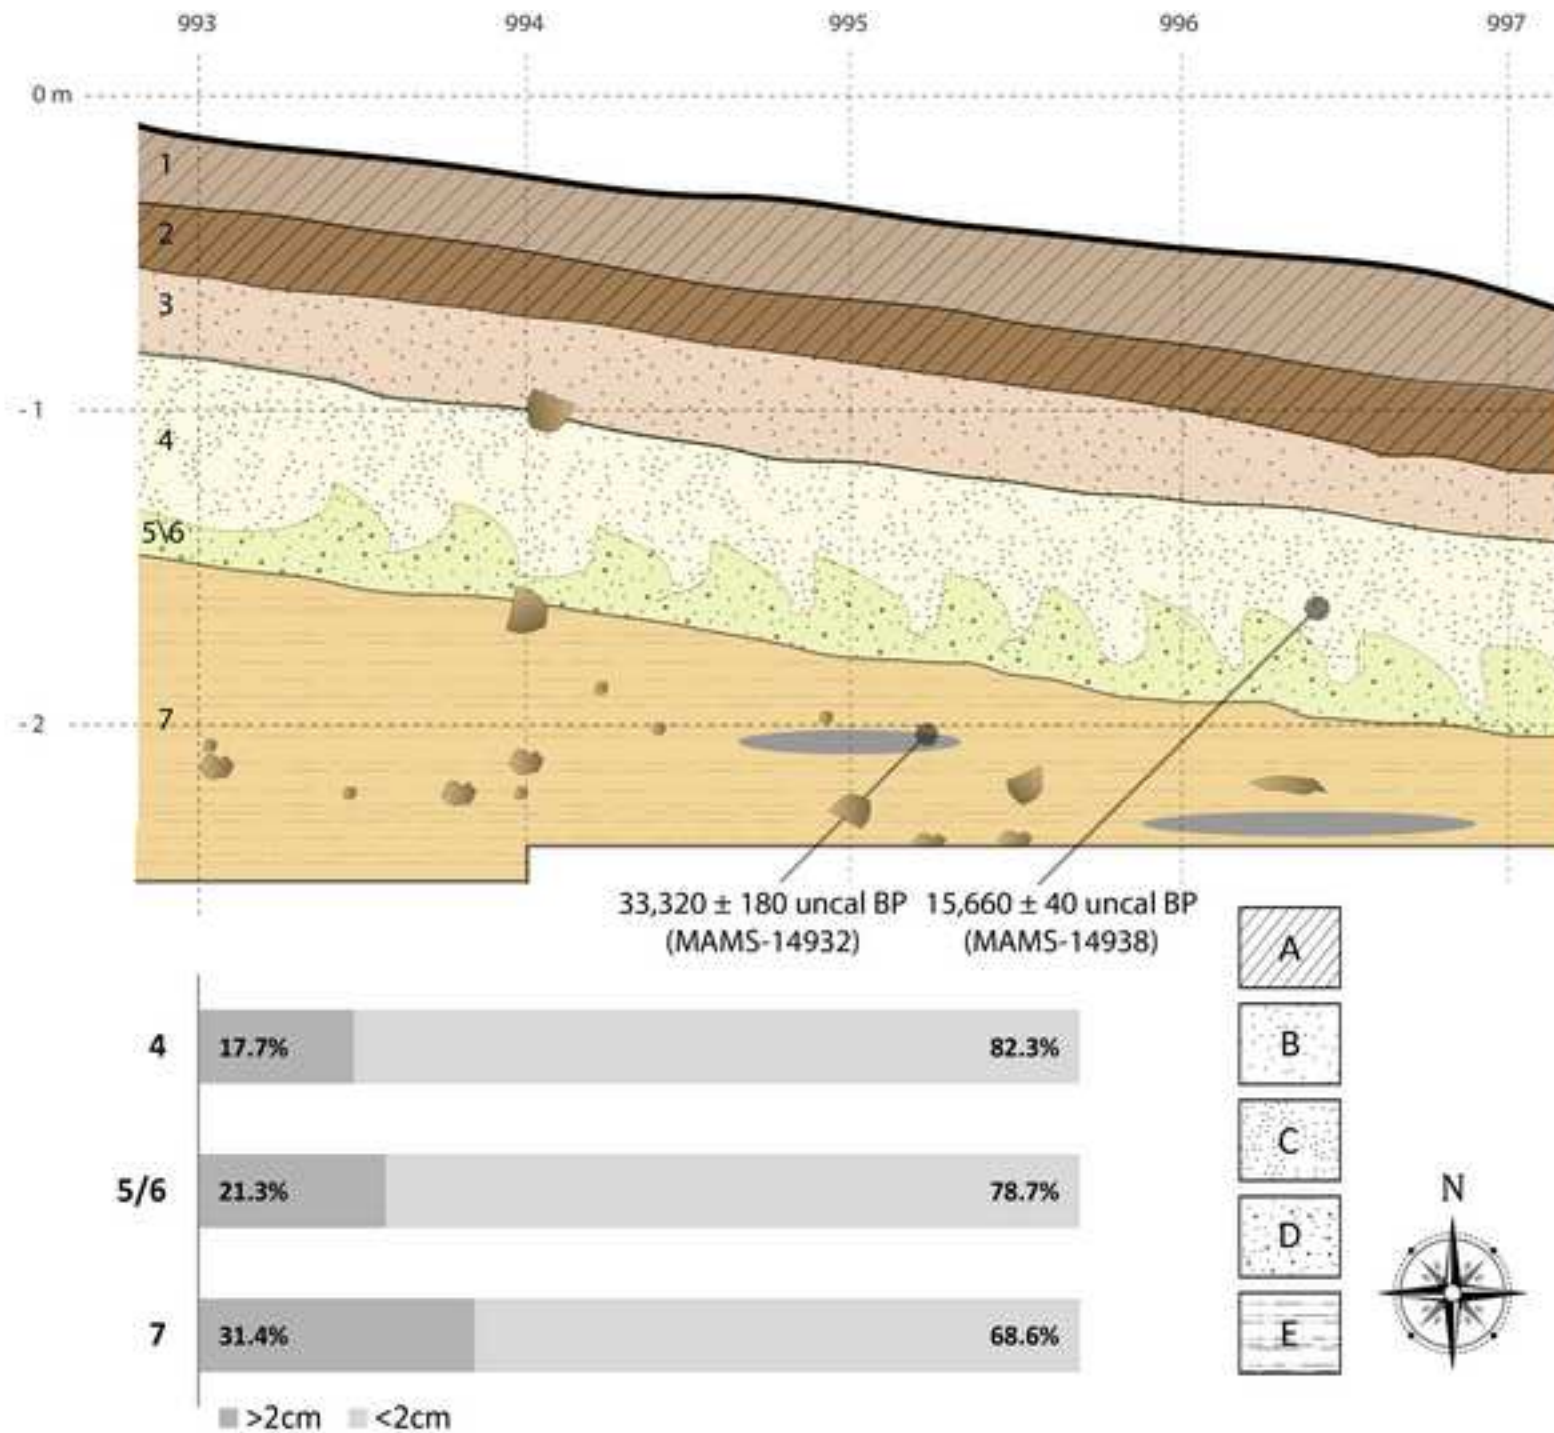 993 994 995 996 997
0 m
1
2
3
-1
4
5\6
7
-2
33,320 ± 180 uncal BP 15,660 ± 40 uncal BP
(MAMS-14932) (MAMS-14938)
A
B
C
D
E
N
4 17.7% 82.3%
5/6 21.3% 78.7%
7 31.4% 68.6%
>2cm <2cm